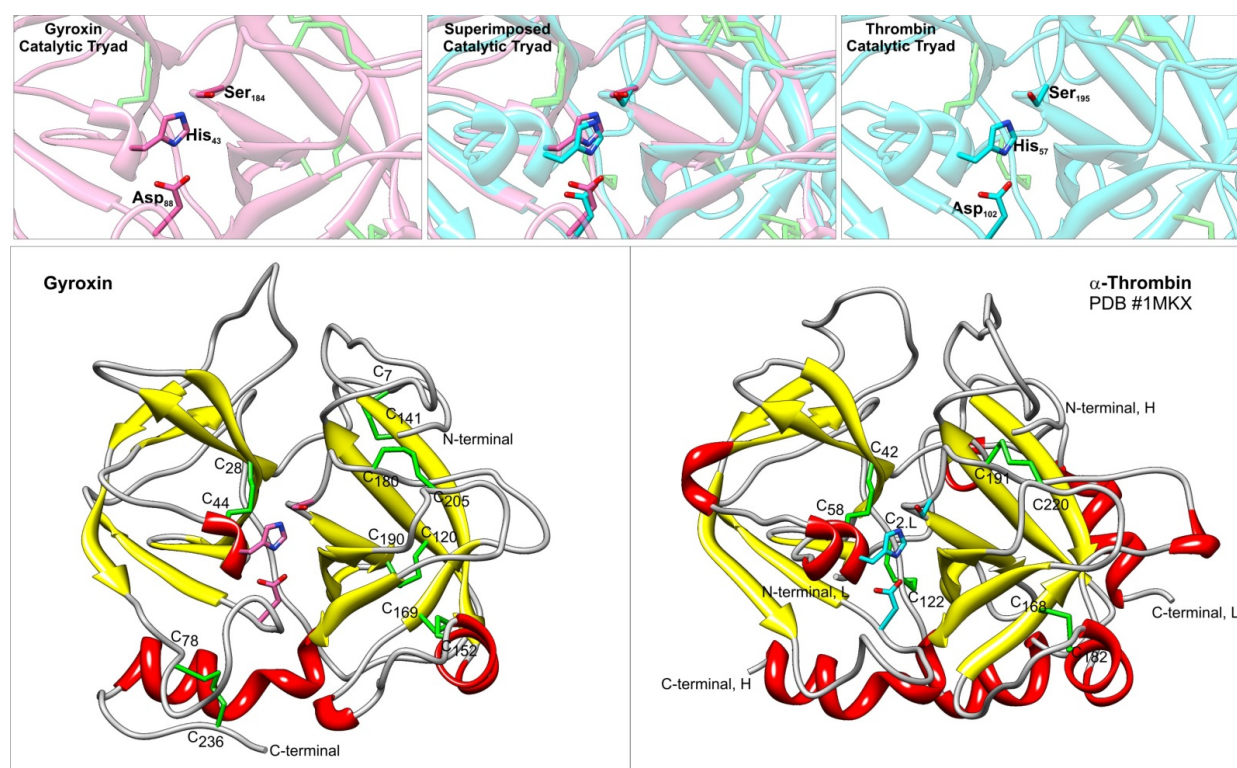 Gyroxin
Catalytic Tryad
Ser184
His43
Asp88
Superimposed
Catalytic Tryad
Thrombin
Catalytic Tryad
Ser195
His57
Asp102
Gyroxin
C7
C141
N-terminal
C28
C180
C44
C205
C190
C120
C169
C152
C78
C236
C-terminal
α-Thrombin
PDB #1MKX
N-terminal, H
C42
C191
C220
C58
C2.L
N-terminal, L
C122
C168
C-terminal, L
C182
C-terminal, H